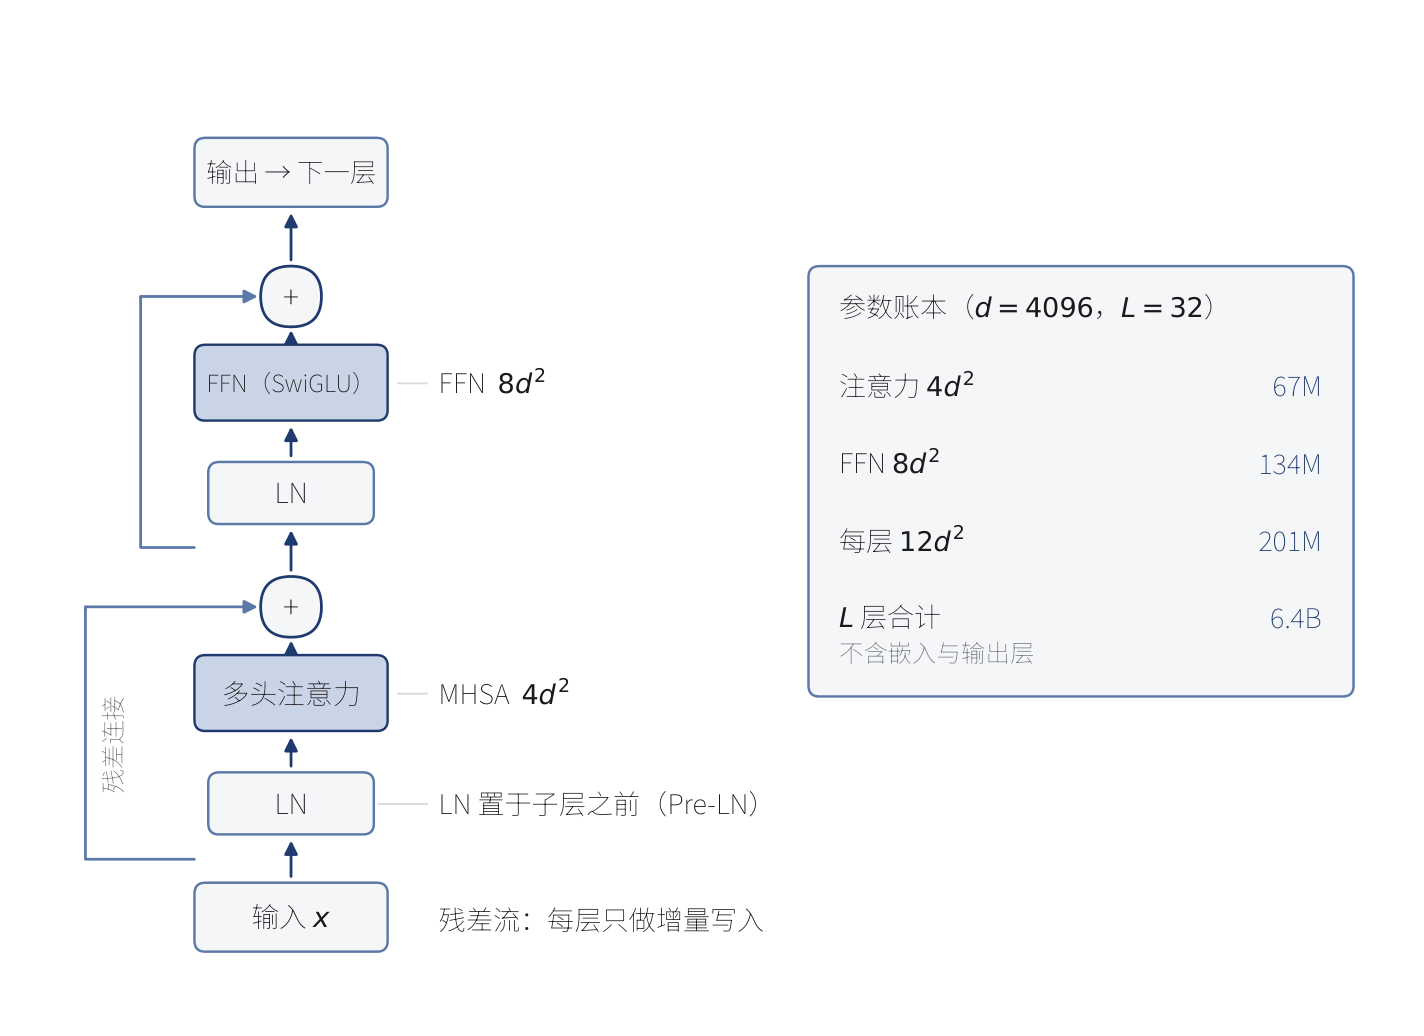 输出 → 下一层
+
FFN（SwiGLU）
FFN 8d²
LN
+
多头注意力
MHSA 4d²
残差连接
LN
LN 置于子层之前（Pre-LN）
输入 x
残差流：每层只做增量写入
参数账本（d = 4096，L = 32）
注意力 4d² 67M
FFN 8d² 134M
每层 12d² 201M
L 层合计 6.4B
不含嵌入与输出层